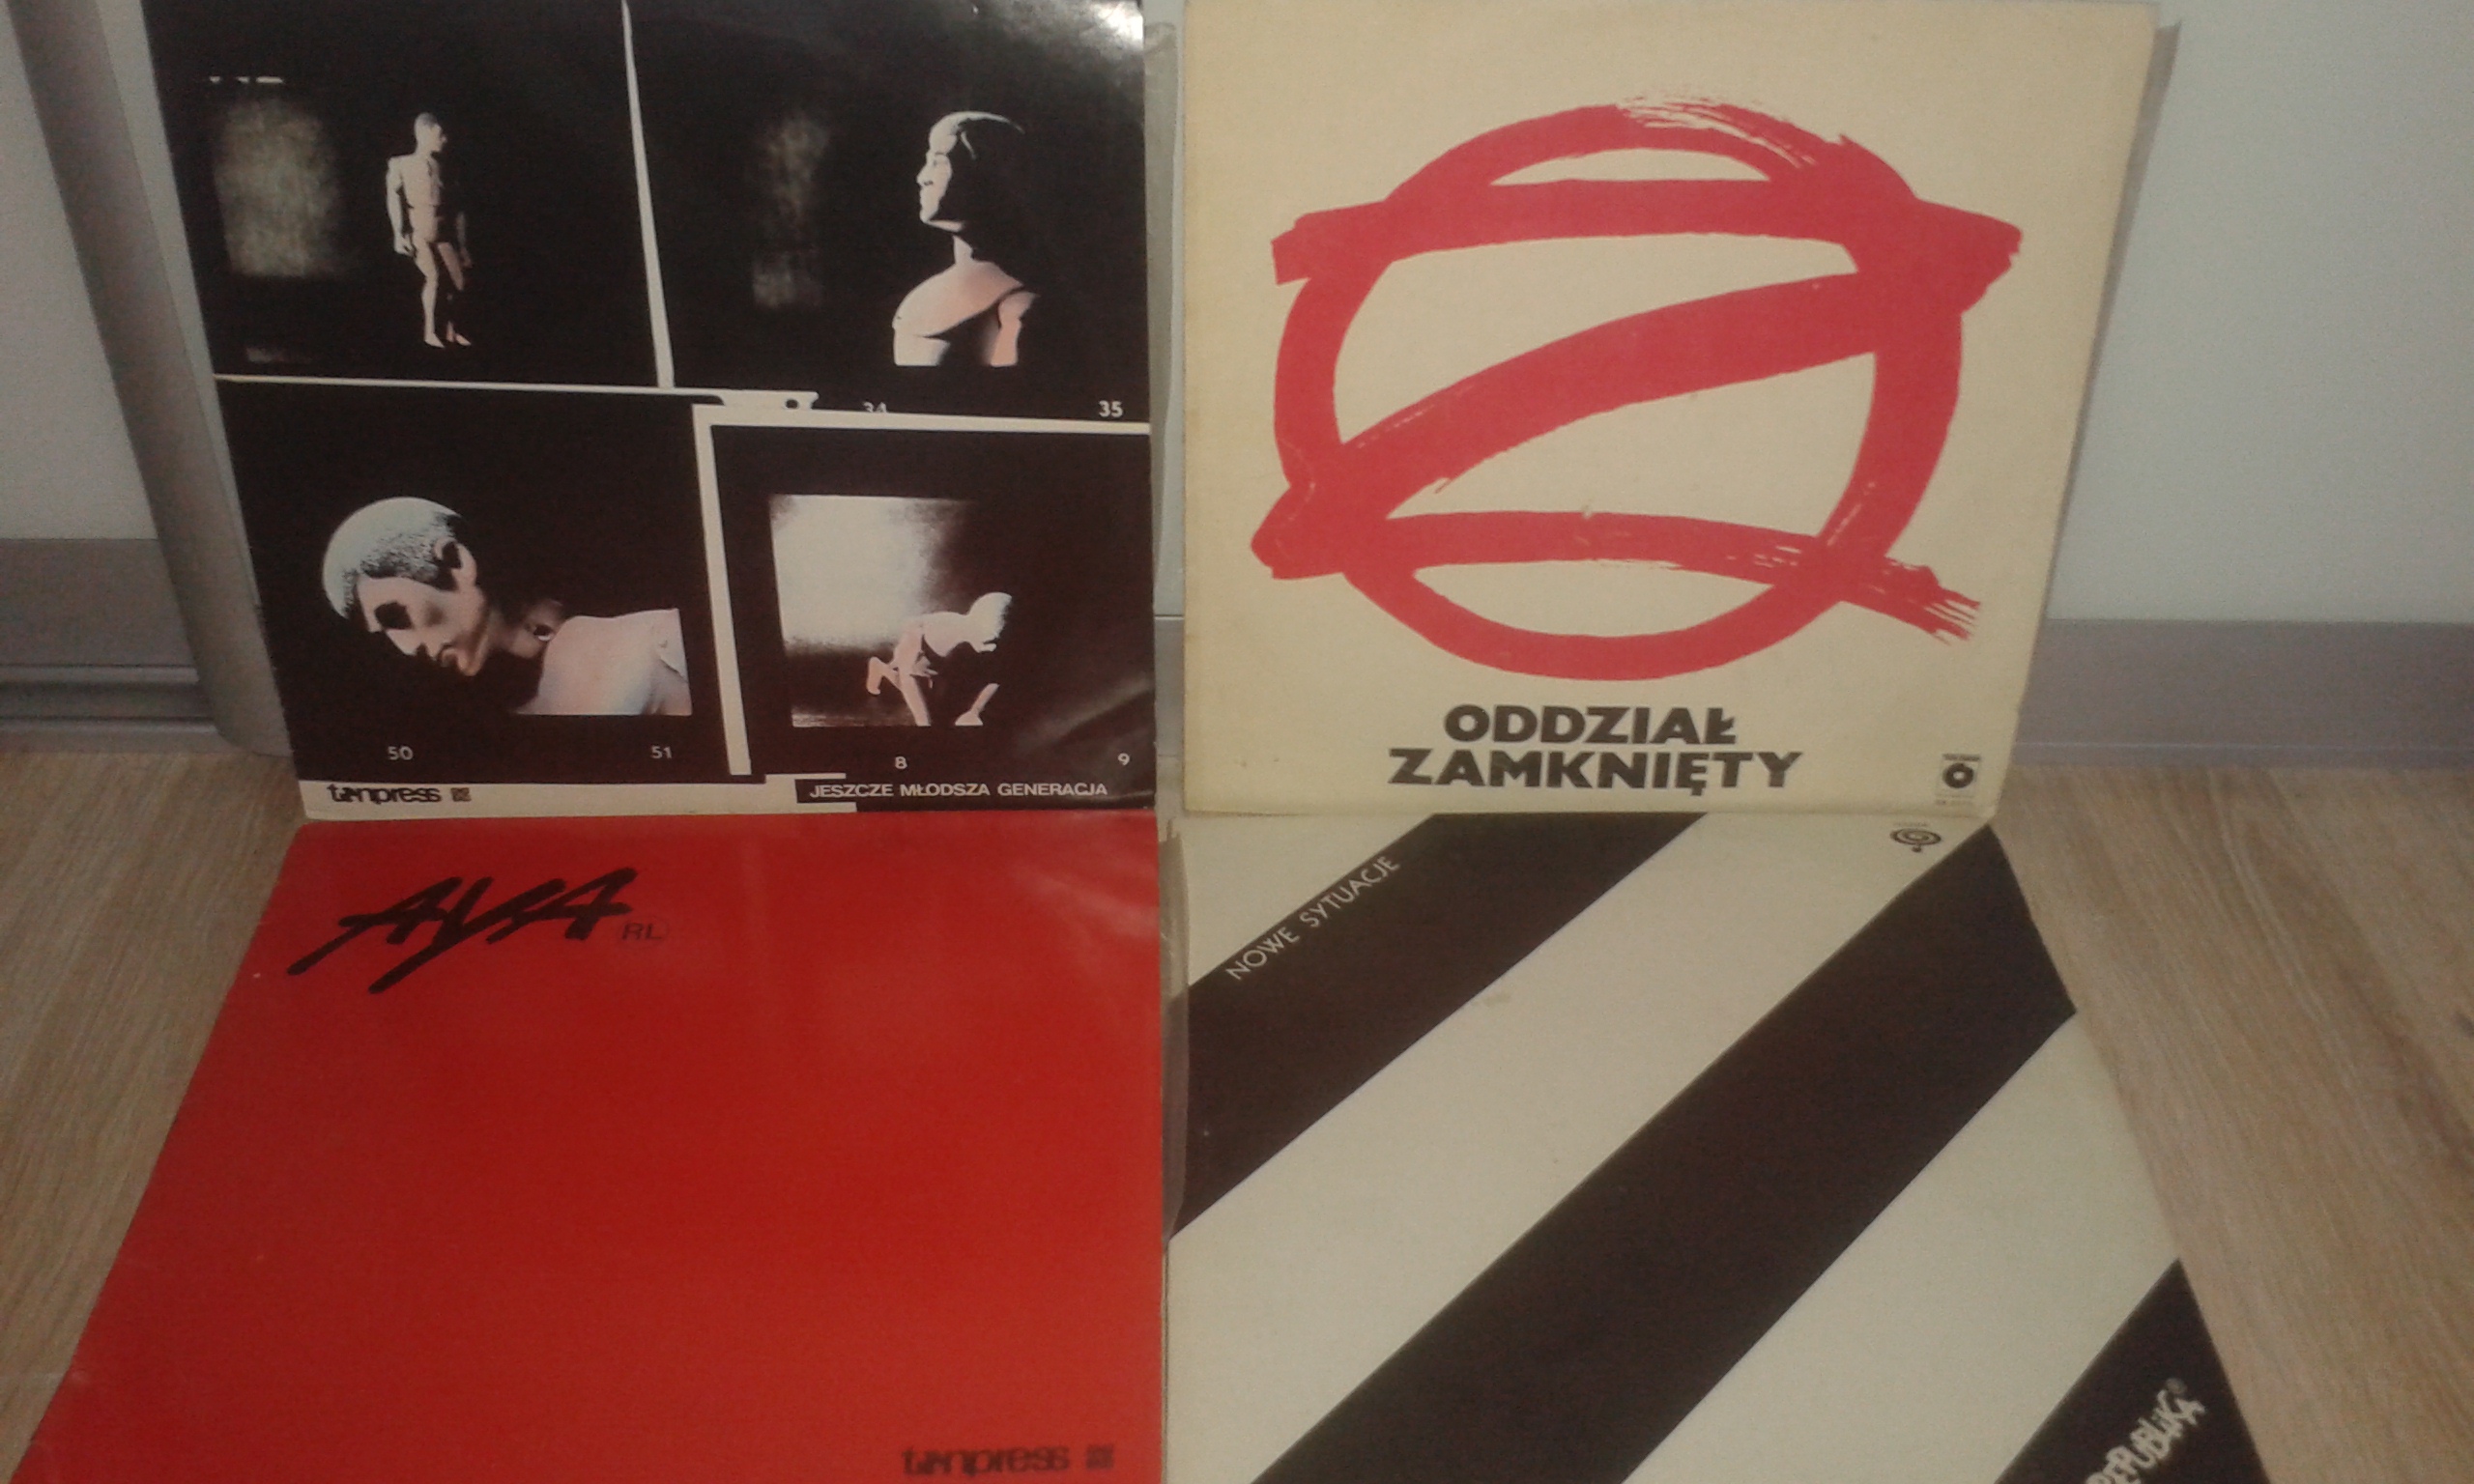 34
35
50
51
8
9
tonpress
JESZCZE MŁODSZA GENERACJA
ODDZIAŁ
ZAMKNIĘTY
AYA
RL
tonpress
NOWE SYTUACJE
REPUBLIKA